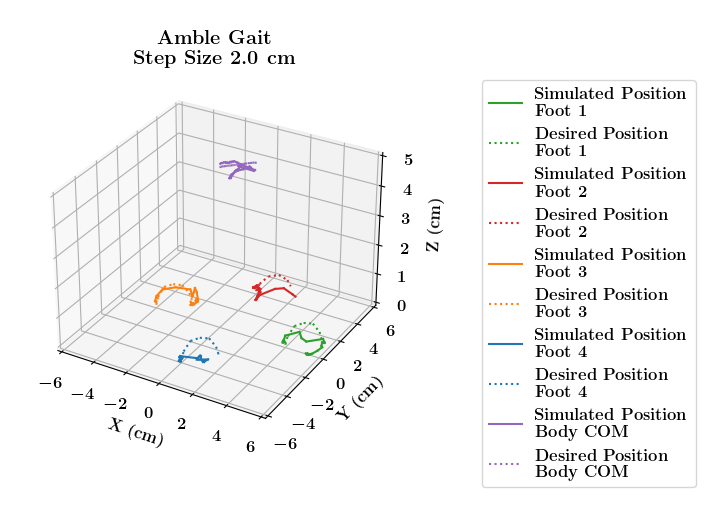 Amble Gait
Step Size 2.0 cm
Simulated Position
Foot 1
Desired Position
Foot 1
Simulated Position
Foot 2
Desired Position
Foot 2
Simulated Position
Foot 3
Desired Position
Foot 3
Simulated Position
Foot 4
Desired Position
Foot 4
Simulated Position
Body COM
Desired Position
Body COM
5
4
3
2
1
0
Z (cm)
6
4
2
0
−2
−4
−6
Y (cm)
−6
−4
−2
0
2
4
6
X (cm)